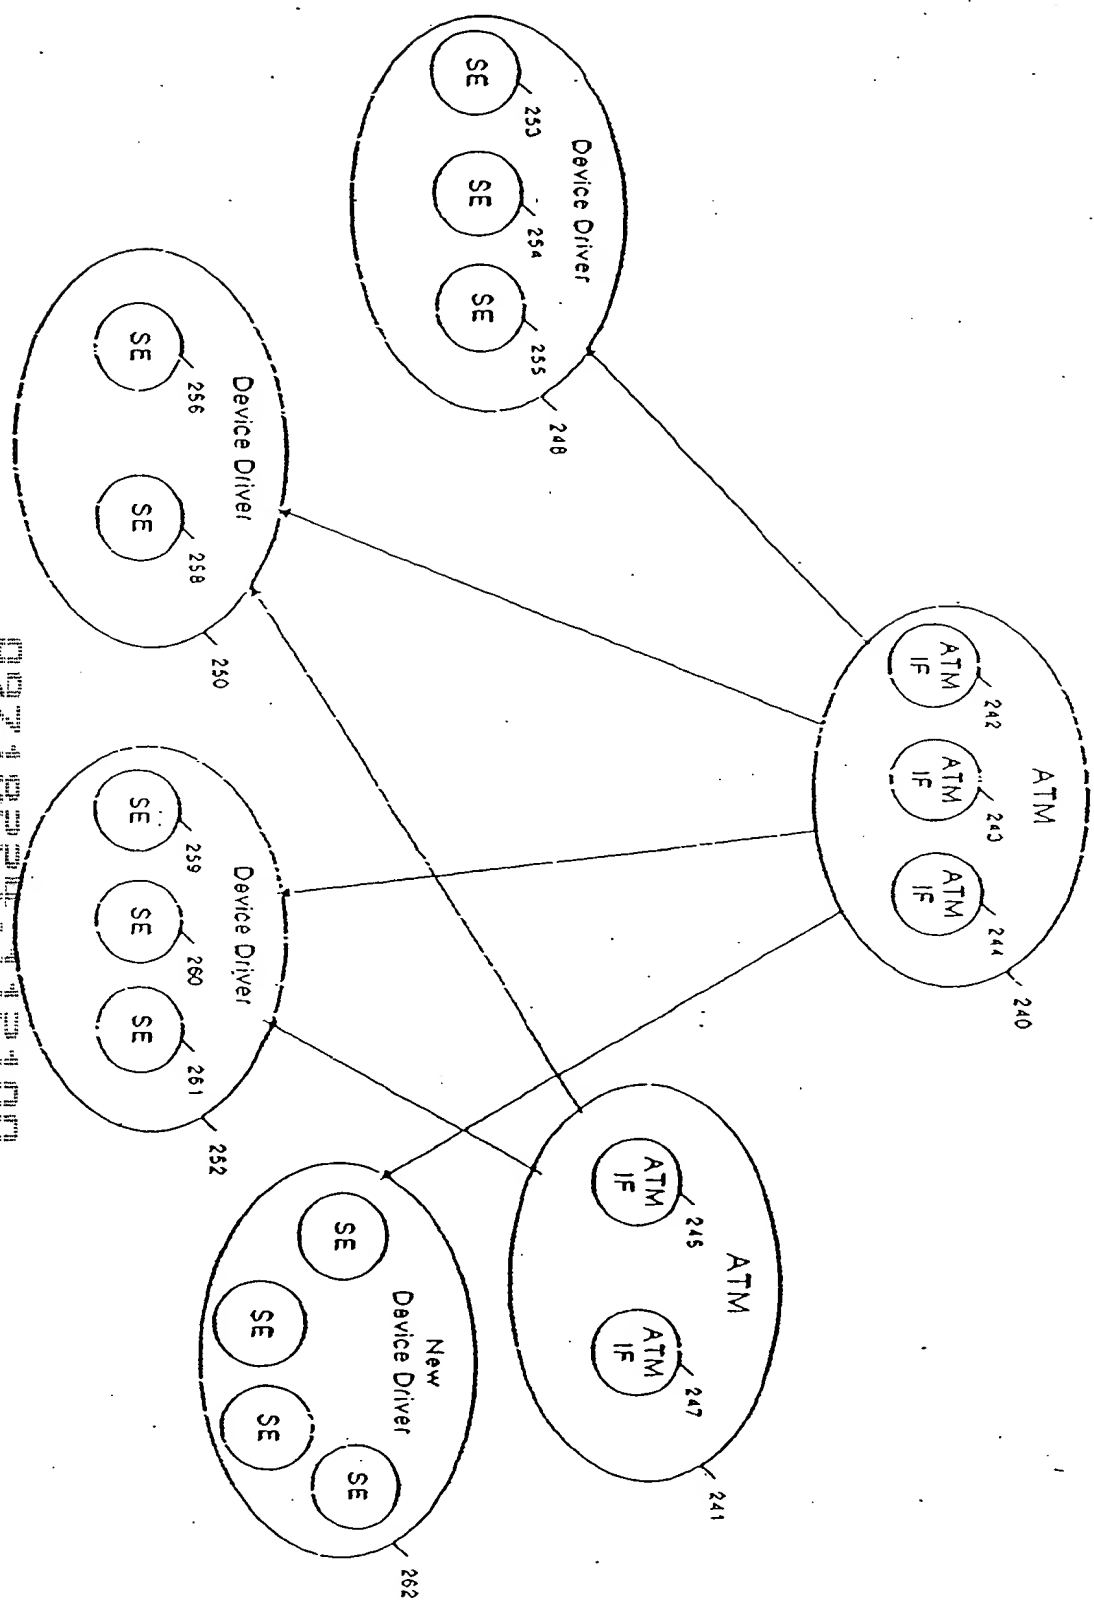 ATM
242
243
244
ATM
IF
ATM
IF
ATM
IF
240
ATM
245
247
ATM
IF
ATM
IF
241
Device Driver
253
254
255
SE
SE
SE
248
New
Device Driver
SE
SE
SE
SE
262
Device Driver
256
258
SE
SE
250
Device Driver
259
260
261
SE
SE
SE
252